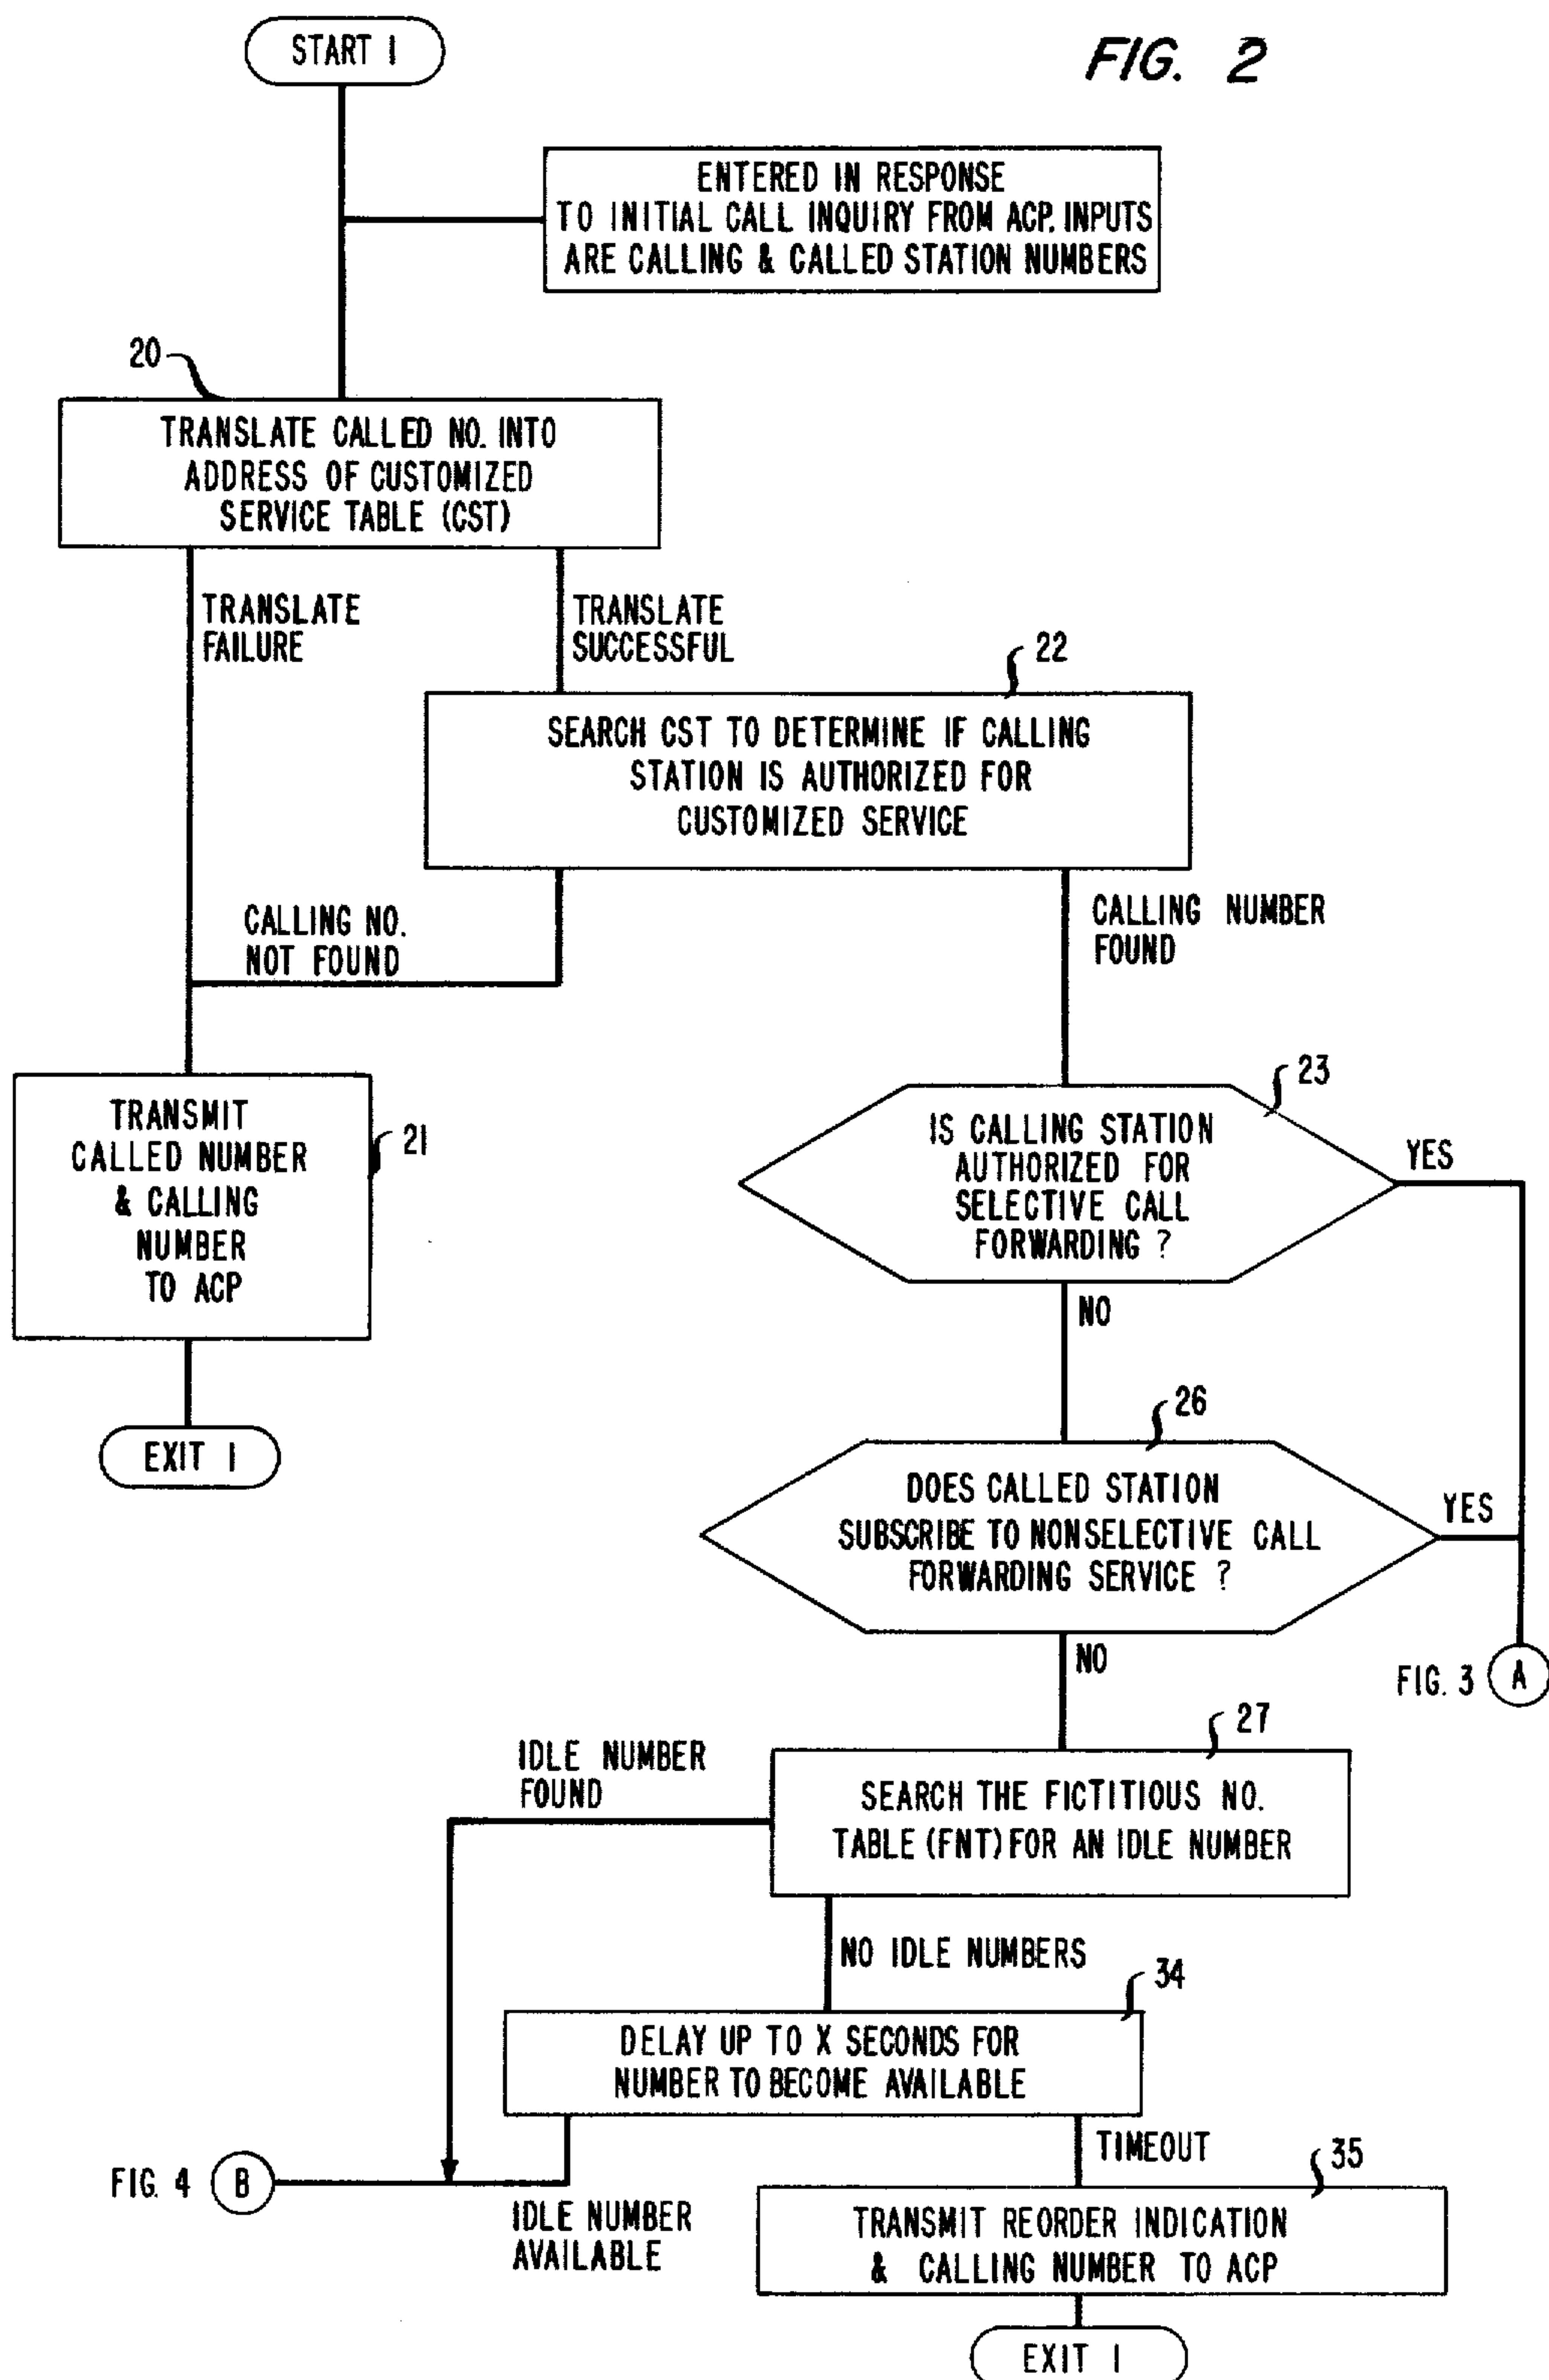 START 1
FIG. 2
ENTERED IN RESPONSE
TO INITIAL CALL INQUIRY FROM ACP. INPUTS
ARE CALLING & CALLED STATION NUMBERS
20
TRANSLATE CALLED NO. INTO
ADDRESS OF CUSTOMIZED
SERVICE TABLE (CST)
TRANSLATE
FAILURE
TRANSLATE
SUCCESSFUL
22
SEARCH CST TO DETERMINE IF CALLING
STATION IS AUTHORIZED FOR
CUSTOMIZED SERVICE
CALLING NO.
NOT FOUND
CALLING NUMBER
FOUND
23
IS CALLING STATION
AUTHORIZED FOR
SELECTIVE CALL
FORWARDING ?
YES
NO
TRANSMIT
CALLED NUMBER
& CALLING
NUMBER
TO ACP
21
EXIT 1
26
DOES CALLED STATION
SUBSCRIBE TO NONSELECTIVE CALL
FORWARDING SERVICE ?
YES
NO
FIG. 3 A
27
SEARCH THE FICTITIOUS NO.
TABLE (FNT) FOR AN IDLE NUMBER
IDLE NUMBER
FOUND
NO IDLE NUMBERS
34
DELAY UP TO X SECONDS FOR
NUMBER TO BECOME AVAILABLE
TIMEOUT
FIG. 4 B
IDLE NUMBER
AVAILABLE
35
TRANSMIT REORDER INDICATION
& CALLING NUMBER TO ACP
EXIT 1